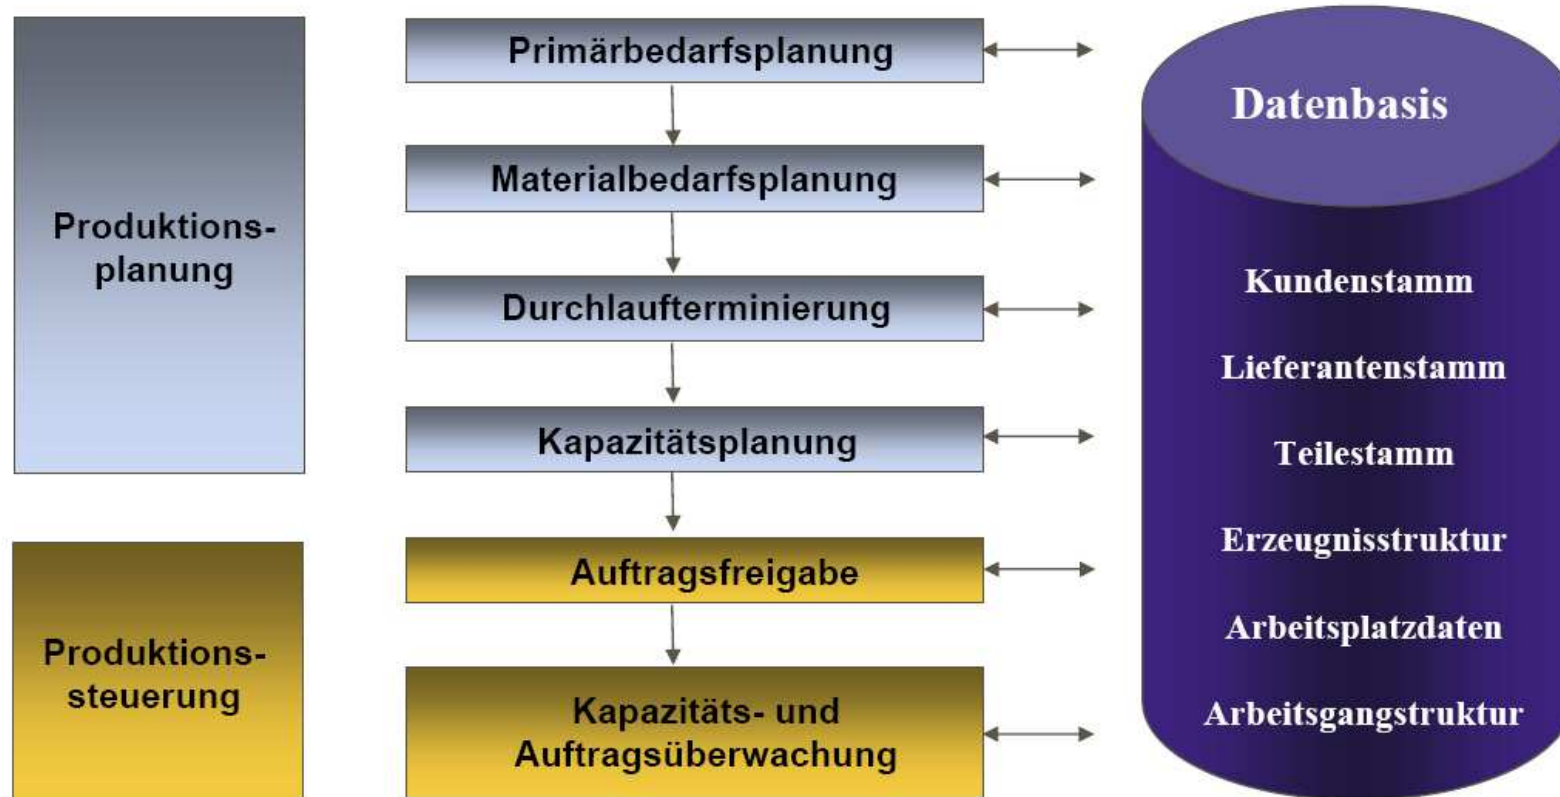 Produktions-
planung
Produktions-
steuerung
Primärbedarfsplanung
Materialbedarfsplanung
Durchlaufterminierung
Kapazitätsplanung
Auftragsfreigabe
Kapazitäts- und
Auftragsüberwachung
Datenbasis
Kundenstamm
Lieferantenstamm
Teilestamm
Erzeugnisstruktur
Arbeitsplatzdaten
Arbeitsgangstruktur